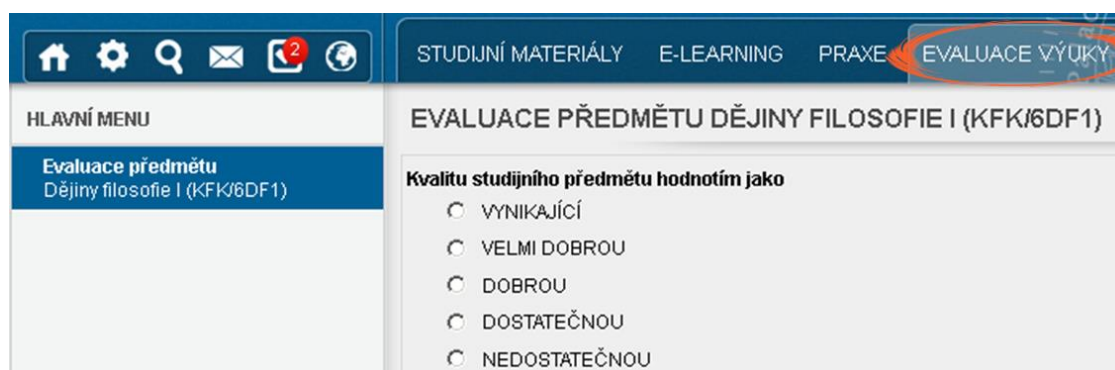 2
STUDIJNÍ MATERIÁLY E-LEARNING PRAXE EVALUACE VÝUKY
HLAVNÍ MENU
Evaluace předmětu
Dějiny filosofie I (KFK/6DF1)
EVALUACE PŘEDMĚTU DĚJINY FILOSOFIE I (KFK/6DF1)
Kvalitu studijního předmětu hodnotím jako
VYNIKAJÍCÍ
VELMI DOBROU
DOBROU
DOSTATEČNOU
NEDOSTATEČNOU